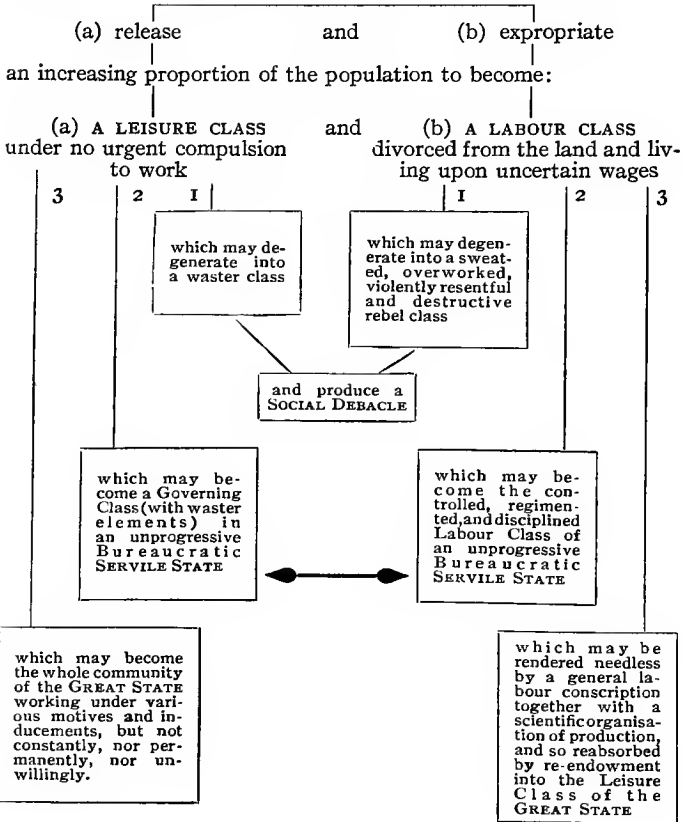 (a) release and (b) expropriate
an increasing proportion of the population to become:
(a) A LEISURE CLASS
under no urgent compulsion
to work
and
(b) A LABOUR CLASS
divorced from the land and liv-
ing upon uncertain wages
3 2 1
1 2 3
which may de-
generate into
a waster class
which may degen-
erate into a sweat-
ed, overworked,
violently resentful
and destructive
rebel class
and produce a
SOCIAL DEBACLE
which may be-
come a Governing
Class (with waster
elements) in
an unprogressive
Bureaucratic
SERVILE STATE
which may be-
come the con-
trolled, regimen-
ted, and disciplined
Labour Class of
an unprogressive
Bureaucratic
SERVILE STATE
which may become
the whole community
of the GREAT STATE
working under vari-
ous motives and in-
ducements, but not
constantly, nor per-
manently, nor un-
willingly.
which may be
rendered needless
by a general la-
bour conscription
together with a
scientific organisa-
tion of production,
and so reabsorbed
by re-endowment
into the Leisure
Class of the
GREAT STATE